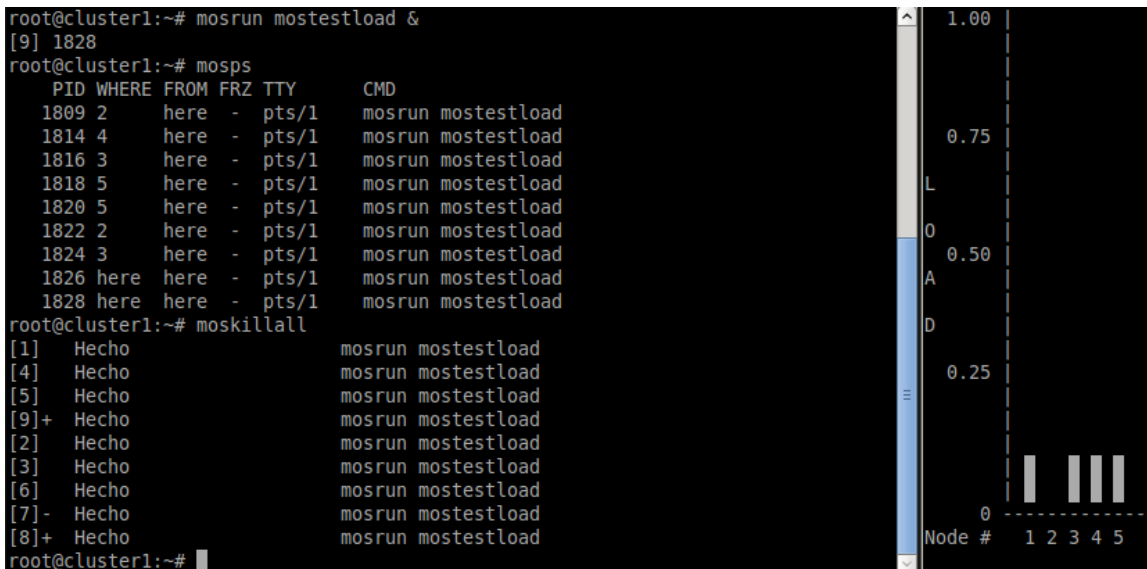 root@cluster1:~# mosrun mostestload &
[9] 1828
root@cluster1:~# mosps
PID WHERE FROM FRZ TTY CMD
1809 2 here - pts/1 mosrun mostestload
1814 4 here - pts/1 mosrun mostestload
1816 3 here - pts/1 mosrun mostestload
1818 5 here - pts/1 mosrun mostestload
1820 5 here - pts/1 mosrun mostestload
1822 2 here - pts/1 mosrun mostestload
1824 3 here - pts/1 mosrun mostestload
1826 here here - pts/1 mosrun mostestload
1828 here here - pts/1 mosrun mostestload
root@cluster1:~# moskillall
[1] Hecho mosrun mostestload
[4] Hecho mosrun mostestload
[5] Hecho mosrun mostestload
[9]+ Hecho mosrun mostestload
[2] Hecho mosrun mostestload
[3] Hecho mosrun mostestload
[6] Hecho mosrun mostestload
[7]- Hecho mosrun mostestload
[8]+ Hecho mosrun mostestload
root@cluster1:~#
1.00
0.75
L
O
0.50
A
D
0.25
0
Node # 1 2 3 4 5